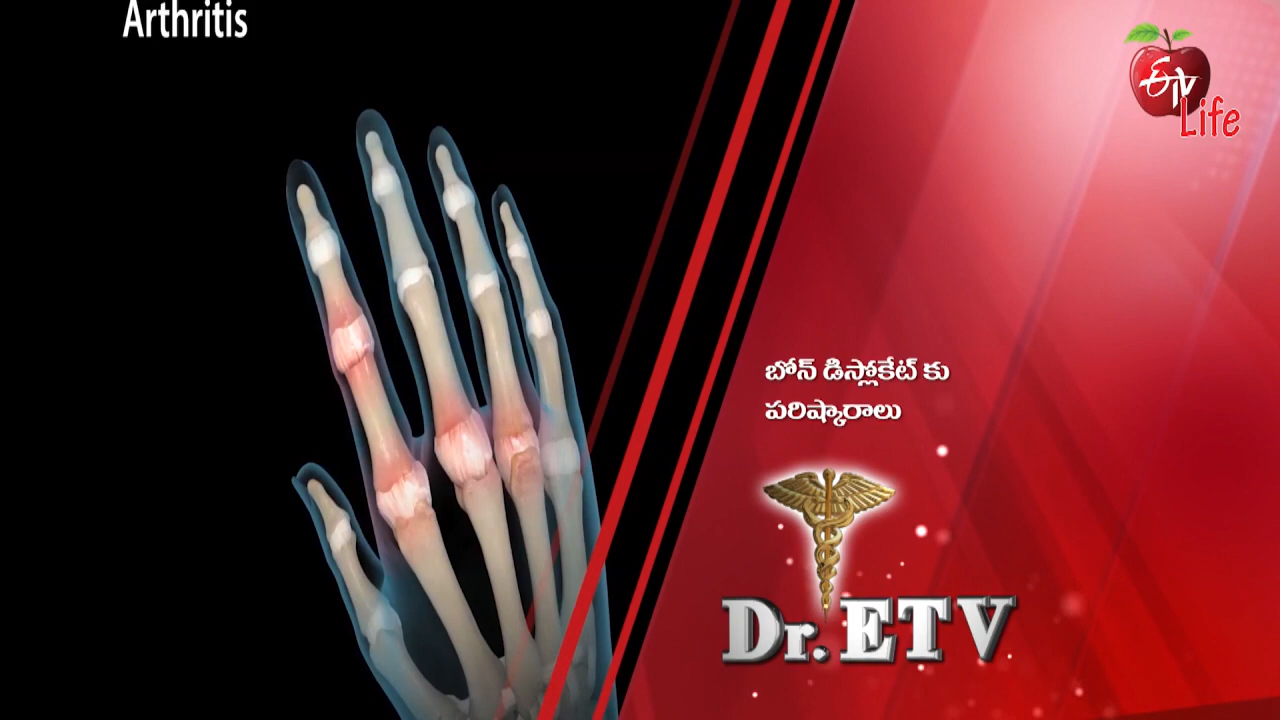 Arthritis
ETV
Life
బోన్ డిస్లోకేట్ కు
పరిష్కారాలు
Dr. ETV